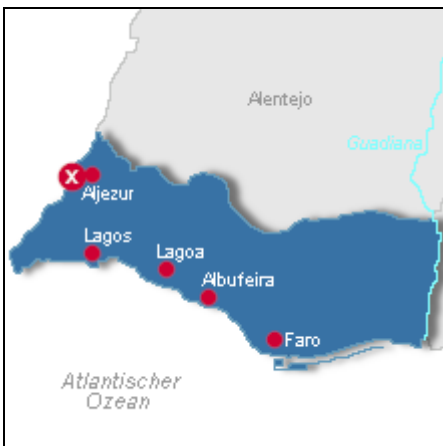 Alentejo
Guadiana
X
Aljezur
Lagos
Lagoa
Albufeira
Faro
Atlantischer
Ozean